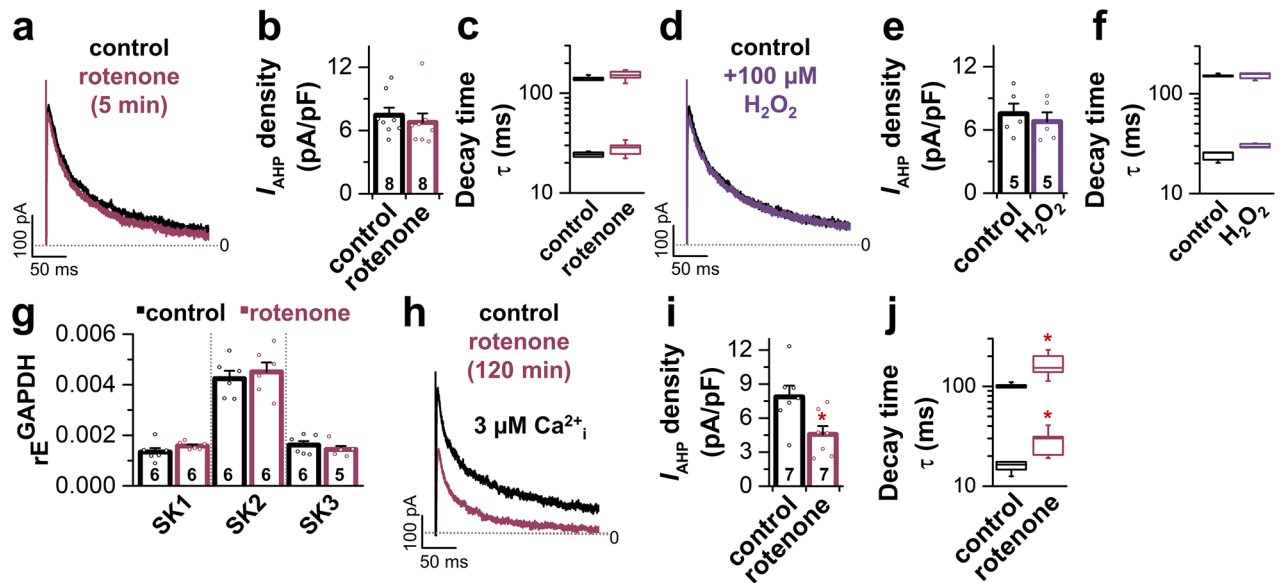 a
control
rotenone
(5 min)
100 pA
50 ms
0
b
I AHP density
(pA/pF)
12
6
0
8 8
control
rotenone
c
Decay time
τ (ms)
100
10
control
rotenone
d
control
+100 µM
H₂O₂
100 pA
50 ms
0
e
I AHP density
(pA/pF)
12
6
0
5 5
control
H₂O₂
f
Decay time
τ (ms)
100
10
control
H₂O₂
g
control rotenone
rE^GAPDH
0.006
0.004
0.002
0.000
6 6 6 6 6 5
SK1 SK2 SK3
h
control
rotenone
(120 min)
3 µM Ca²⁺ᵢ
100 pA
50 ms
0
i
I AHP density
(pA/pF)
12
9
6
3
0
*
7 7
control
rotenone
j
Decay time
τ (ms)
100
10
*
*
control
rotenone